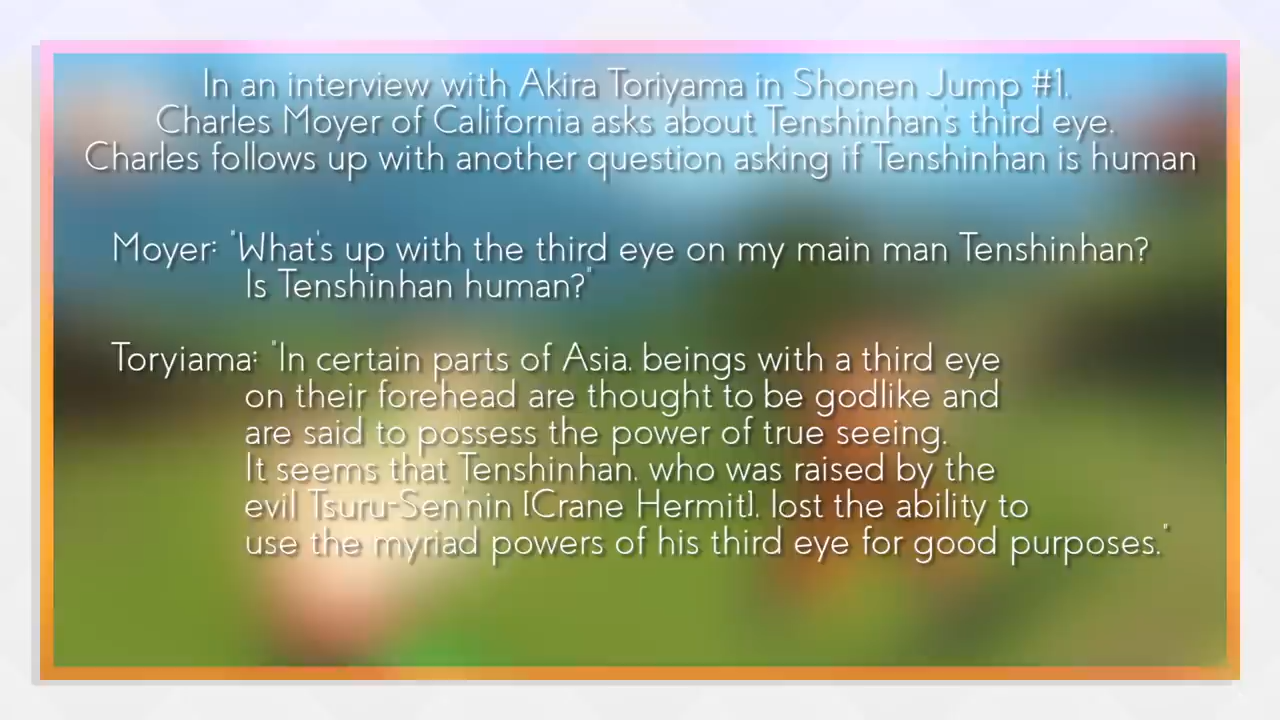 In an interview with Akira Toriyama in Shonen Jump #1.
Charles Moyer of California asks about Tenshinhan's third eye.
Charles follows up with another question asking if Tenshinhan is human
Moyer: "What's up with the third eye on my main man Tenshinhan?
Is Tenshinhan human?"
Toryiama: "In certain parts of Asia, beings with a third eye
on their forehead are thought to be godlike and
are said to possess the power of true seeing.
It seems that Tenshinhan, who was raised by the
evil Tsuru-Sen'nin [Crane Hermit], lost the ability to
use the myriad powers of his third eye for good purposes."